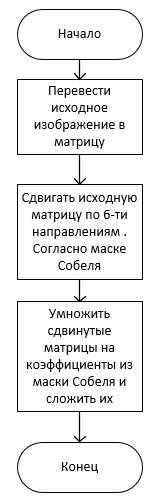 Начало
Перевести
исходное
изображение в
матрицу
Сдвигать исходную
матрицу по 6-ти
направлениям .
Согласно маске
Собеля
Умножить
сдвинутые
матрицы на
коэффициенты из
маски Собеля и
сложить их
Конец